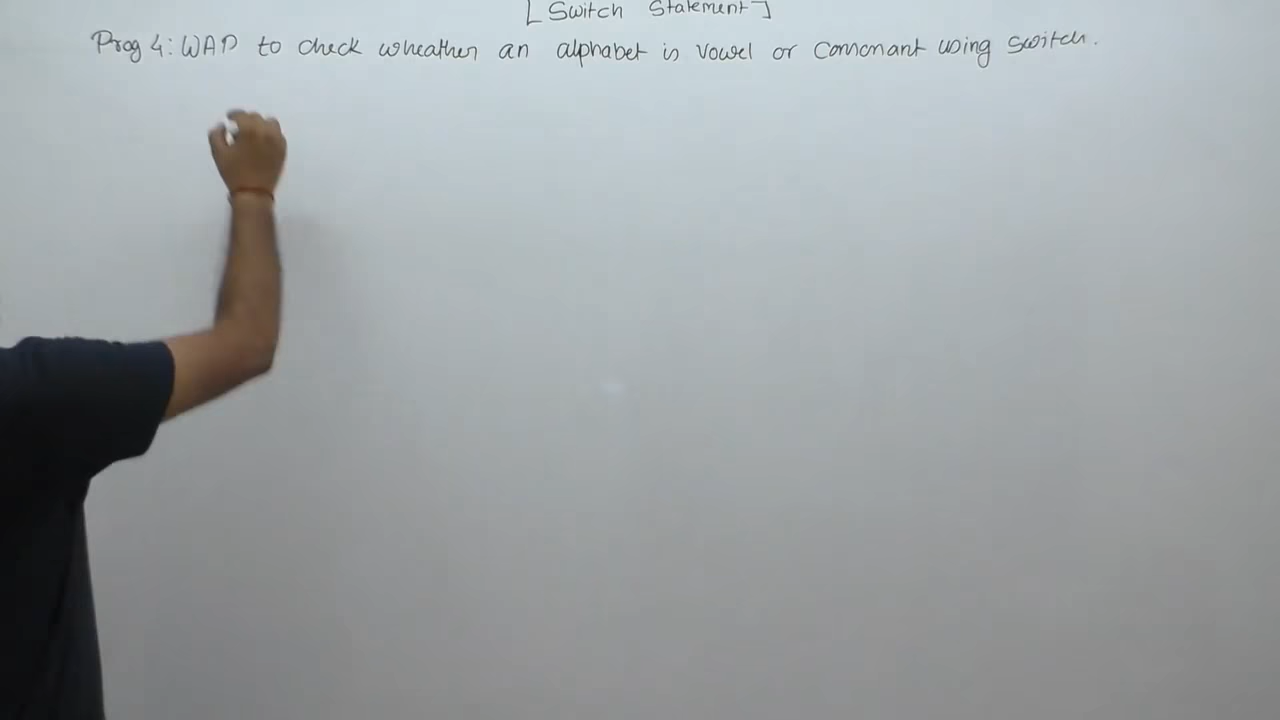 [Switch Statement]
Prog 4: WAP to check wheather an alphabet is vowel or consonant using switch.